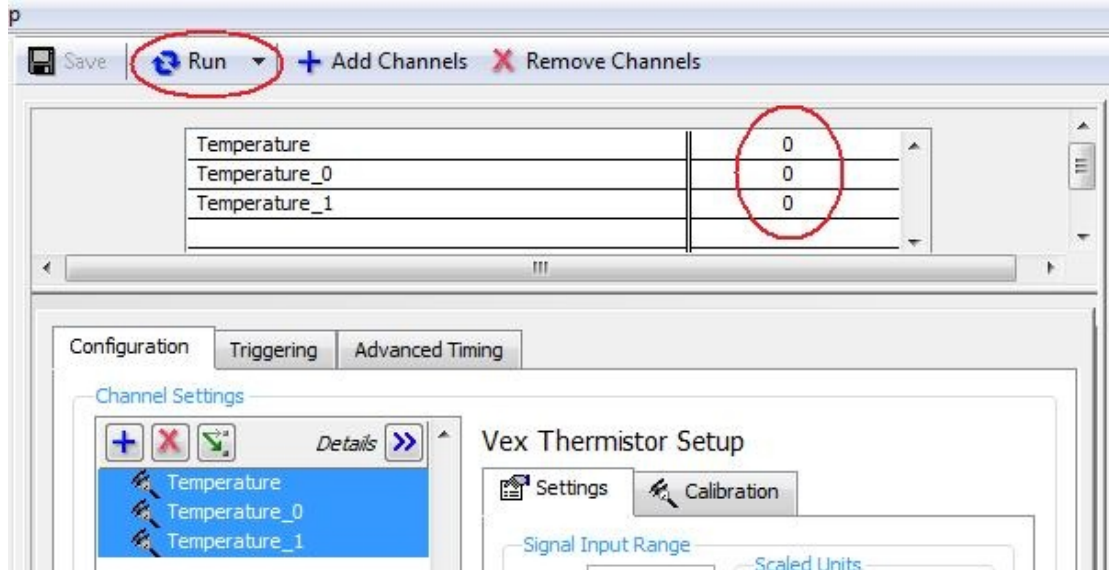 p
Save Run Add Channels Remove Channels
Temperature 0
Temperature_0 0
Temperature_1 0
Configuration Triggering Advanced Timing
Channel Settings
Details Vex Thermistor Setup
Temperature Settings Calibration
Temperature_0
Temperature_1 Signal Input Range
Scaled Units